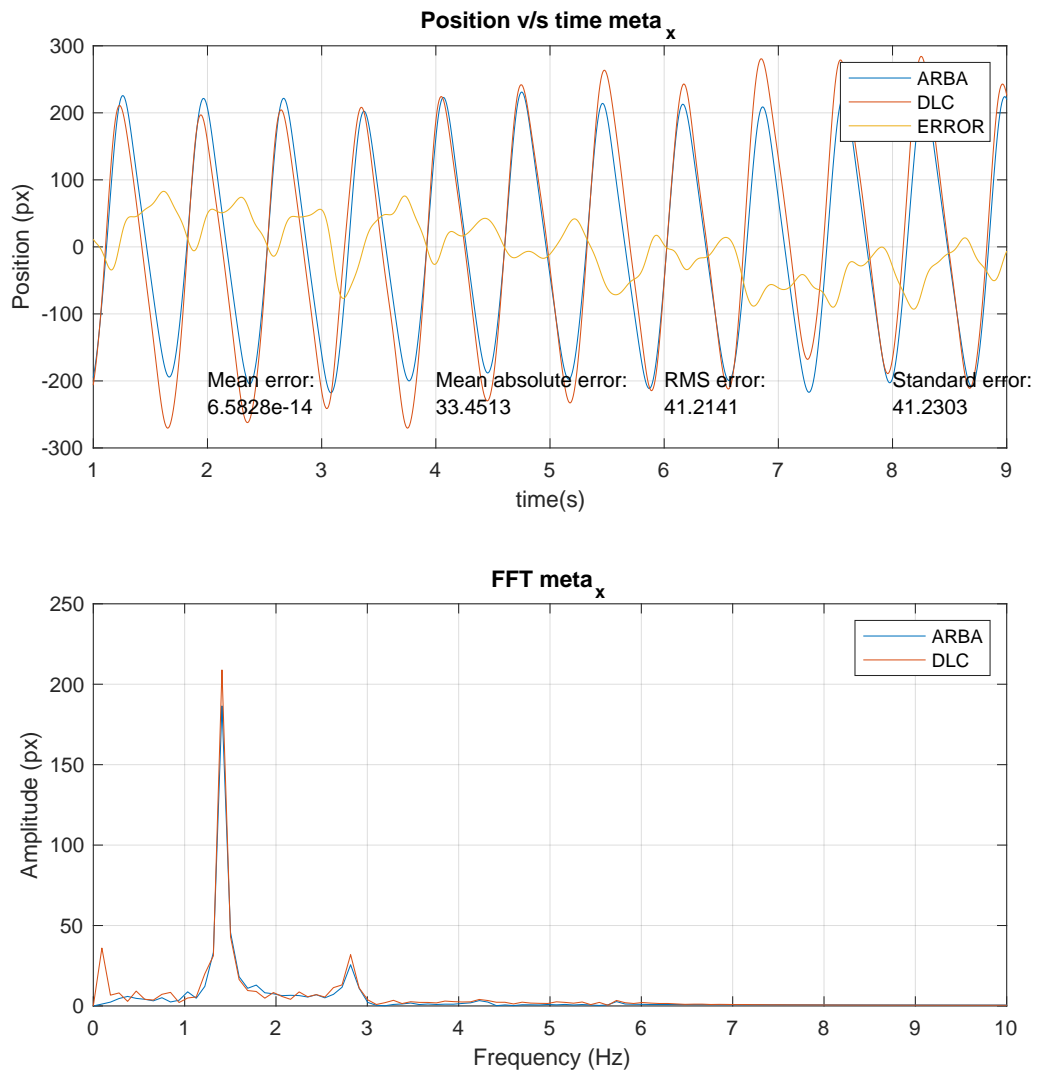 Position v/s time meta_x
300
200
100
0
-100
-200
-300
Position (px)
ARBA
DLC
ERROR
Mean error:
6.5828e-14
Mean absolute error:
33.4513
RMS error:
41.2141
Standard error:
41.2303
1 2 3 4 5 6 7 8 9
time(s)
FFT meta_x
250
200
150
100
50
0
Amplitude (px)
ARBA
DLC
0 1 2 3 4 5 6 7 8 9 10
Frequency (Hz)